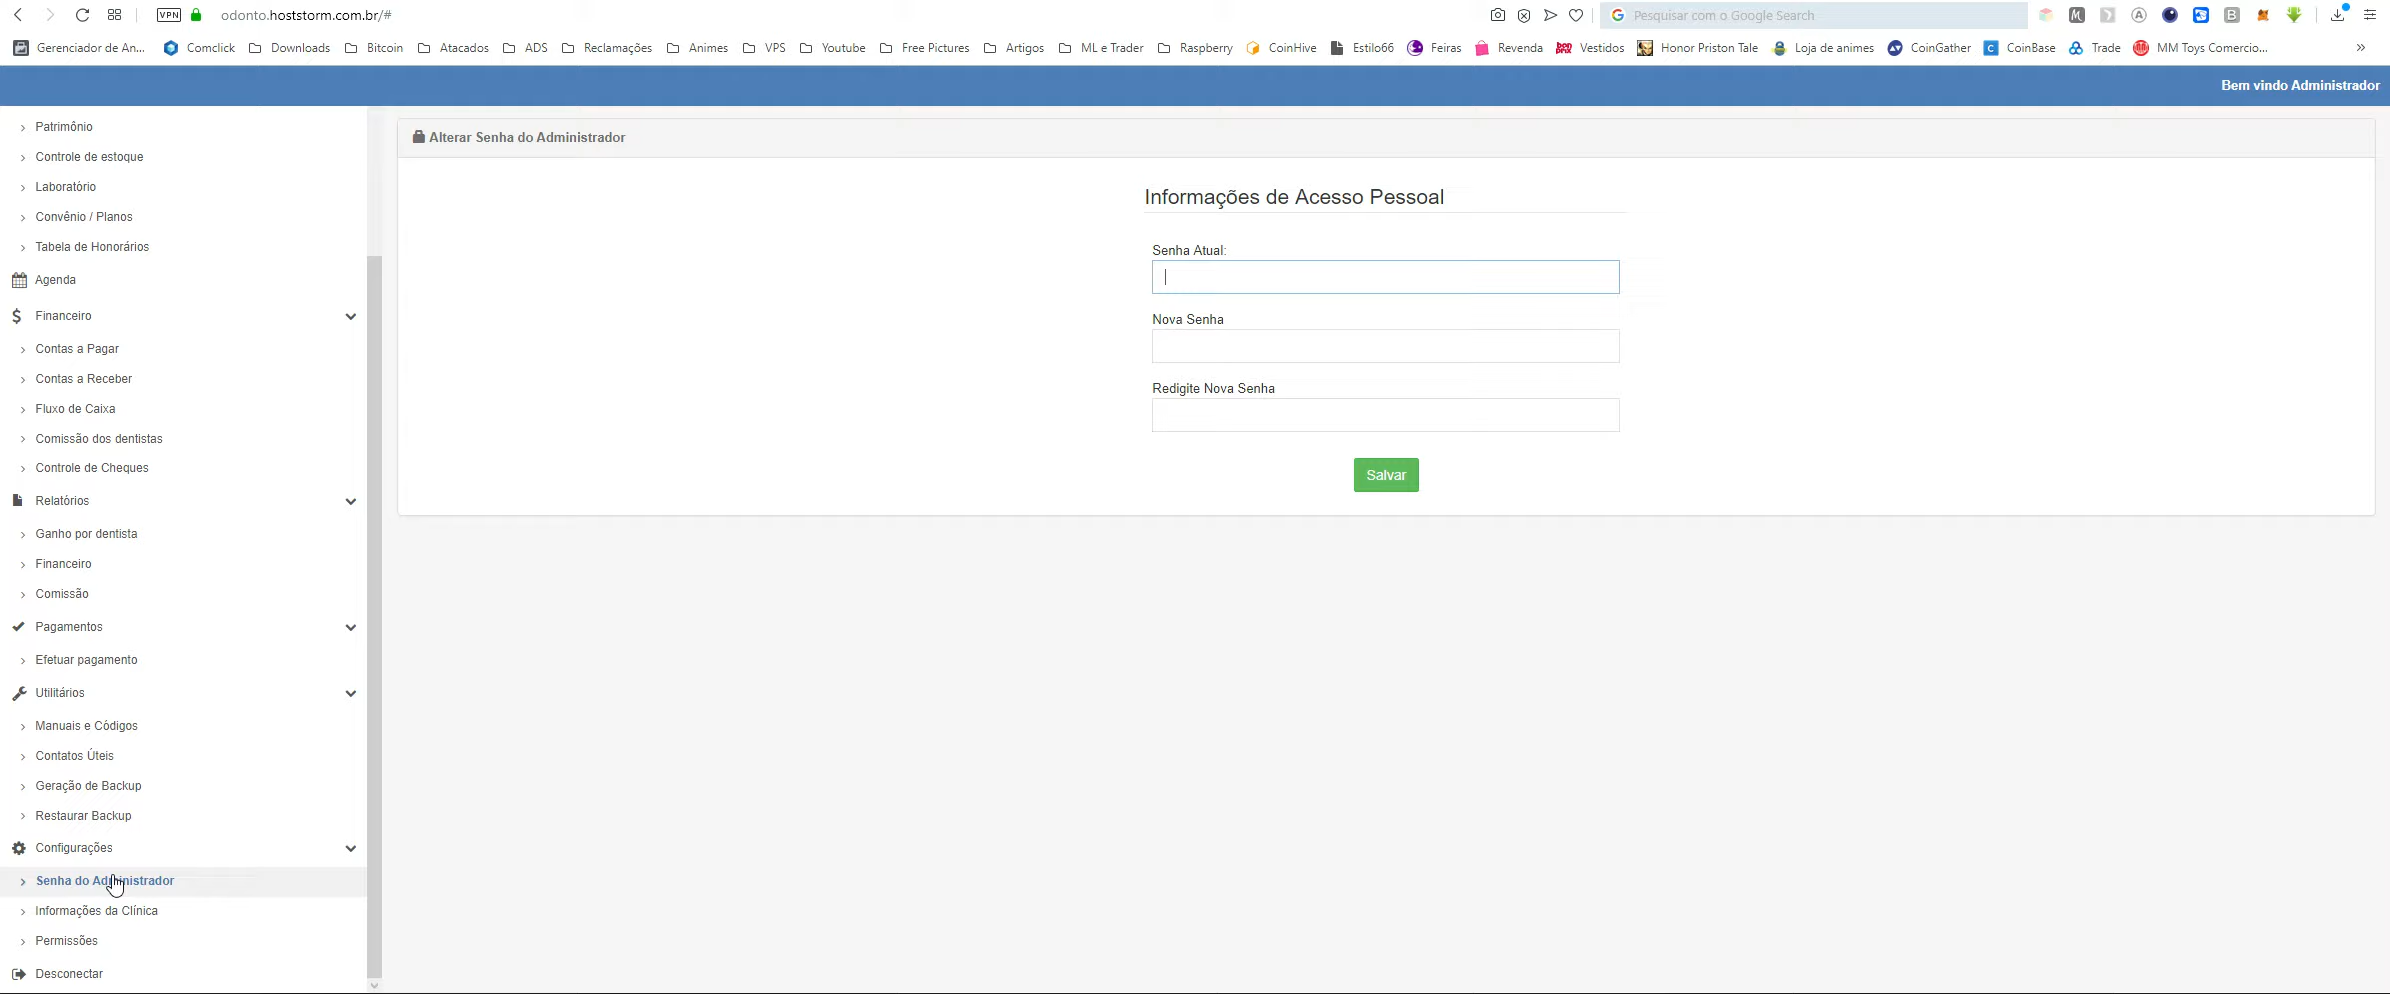 VPN odonto.hoststorm.com.br/# Pesquisar com o Google Search
Gerenciador de An... Comclick Downloads Bitcoin Atacados ADS Reclamações Animes VPS Youtube Free Pictures Artigos ML e Trader Raspberry CoinHive Estilo66 Feiras Revenda Vestidos Honor Priston Tale Loja de animes CoinGather CoinBase Trade MM Toys Comercio...
Bem vindo Administrador
Patrimônio
Controle de estoque
Laboratório
Convênio / Planos
Tabela de Honorários
Agenda
Financeiro
Contas a Pagar
Contas a Receber
Fluxo de Caixa
Comissão dos dentistas
Controle de Cheques
Relatórios
Ganho por dentista
Financeiro
Comissão
Pagamentos
Efetuar pagamento
Utilitários
Manuais e Códigos
Contatos Úteis
Geração de Backup
Restaurar Backup
Configurações
Senha do Administrador
Informações da Clínica
Permissões
Desconectar
Alterar Senha do Administrador
Informações de Acesso Pessoal
Senha Atual:
Nova Senha
Redigite Nova Senha
Salvar